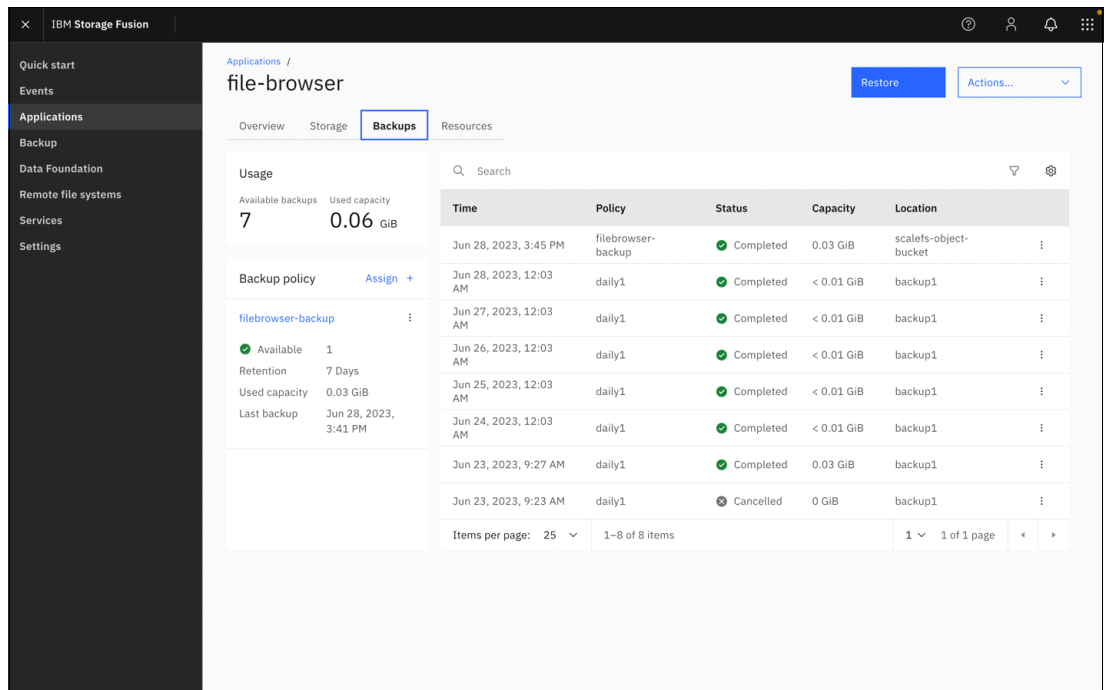 IBM Storage Fusion
Quick start
Events
Applications
Backup
Data Foundation
Remote file systems
Services
Settings
Applications /
file-browser
Restore
Actions...
Overview Storage Backups Resources
Usage
Available backups Used capacity
7 0.06 GiB
Backup policy Assign +
filebrowser-backup
Available 1
Retention 7 Days
Used capacity 0.03 GiB
Last backup Jun 28, 2023,
3:41 PM
Search
Time Policy Status Capacity Location
Jun 28, 2023, 3:45 PM filebrowser- Completed 0.03 GiB scalefs-object-
backup bucket
Jun 28, 2023, 12:03 daily1 Completed < 0.01 GiB backup1
AM
Jun 27, 2023, 12:03 daily1 Completed < 0.01 GiB backup1
AM
Jun 26, 2023, 12:03 daily1 Completed < 0.01 GiB backup1
AM
Jun 25, 2023, 12:03 daily1 Completed < 0.01 GiB backup1
AM
Jun 24, 2023, 12:03 daily1 Completed < 0.01 GiB backup1
AM
Jun 23, 2023, 9:27 AM daily1 Completed 0.03 GiB backup1
Jun 23, 2023, 9:23 AM daily1 Cancelled 0 GiB backup1
Items per page: 25 1–8 of 8 items 1 1 of 1 page